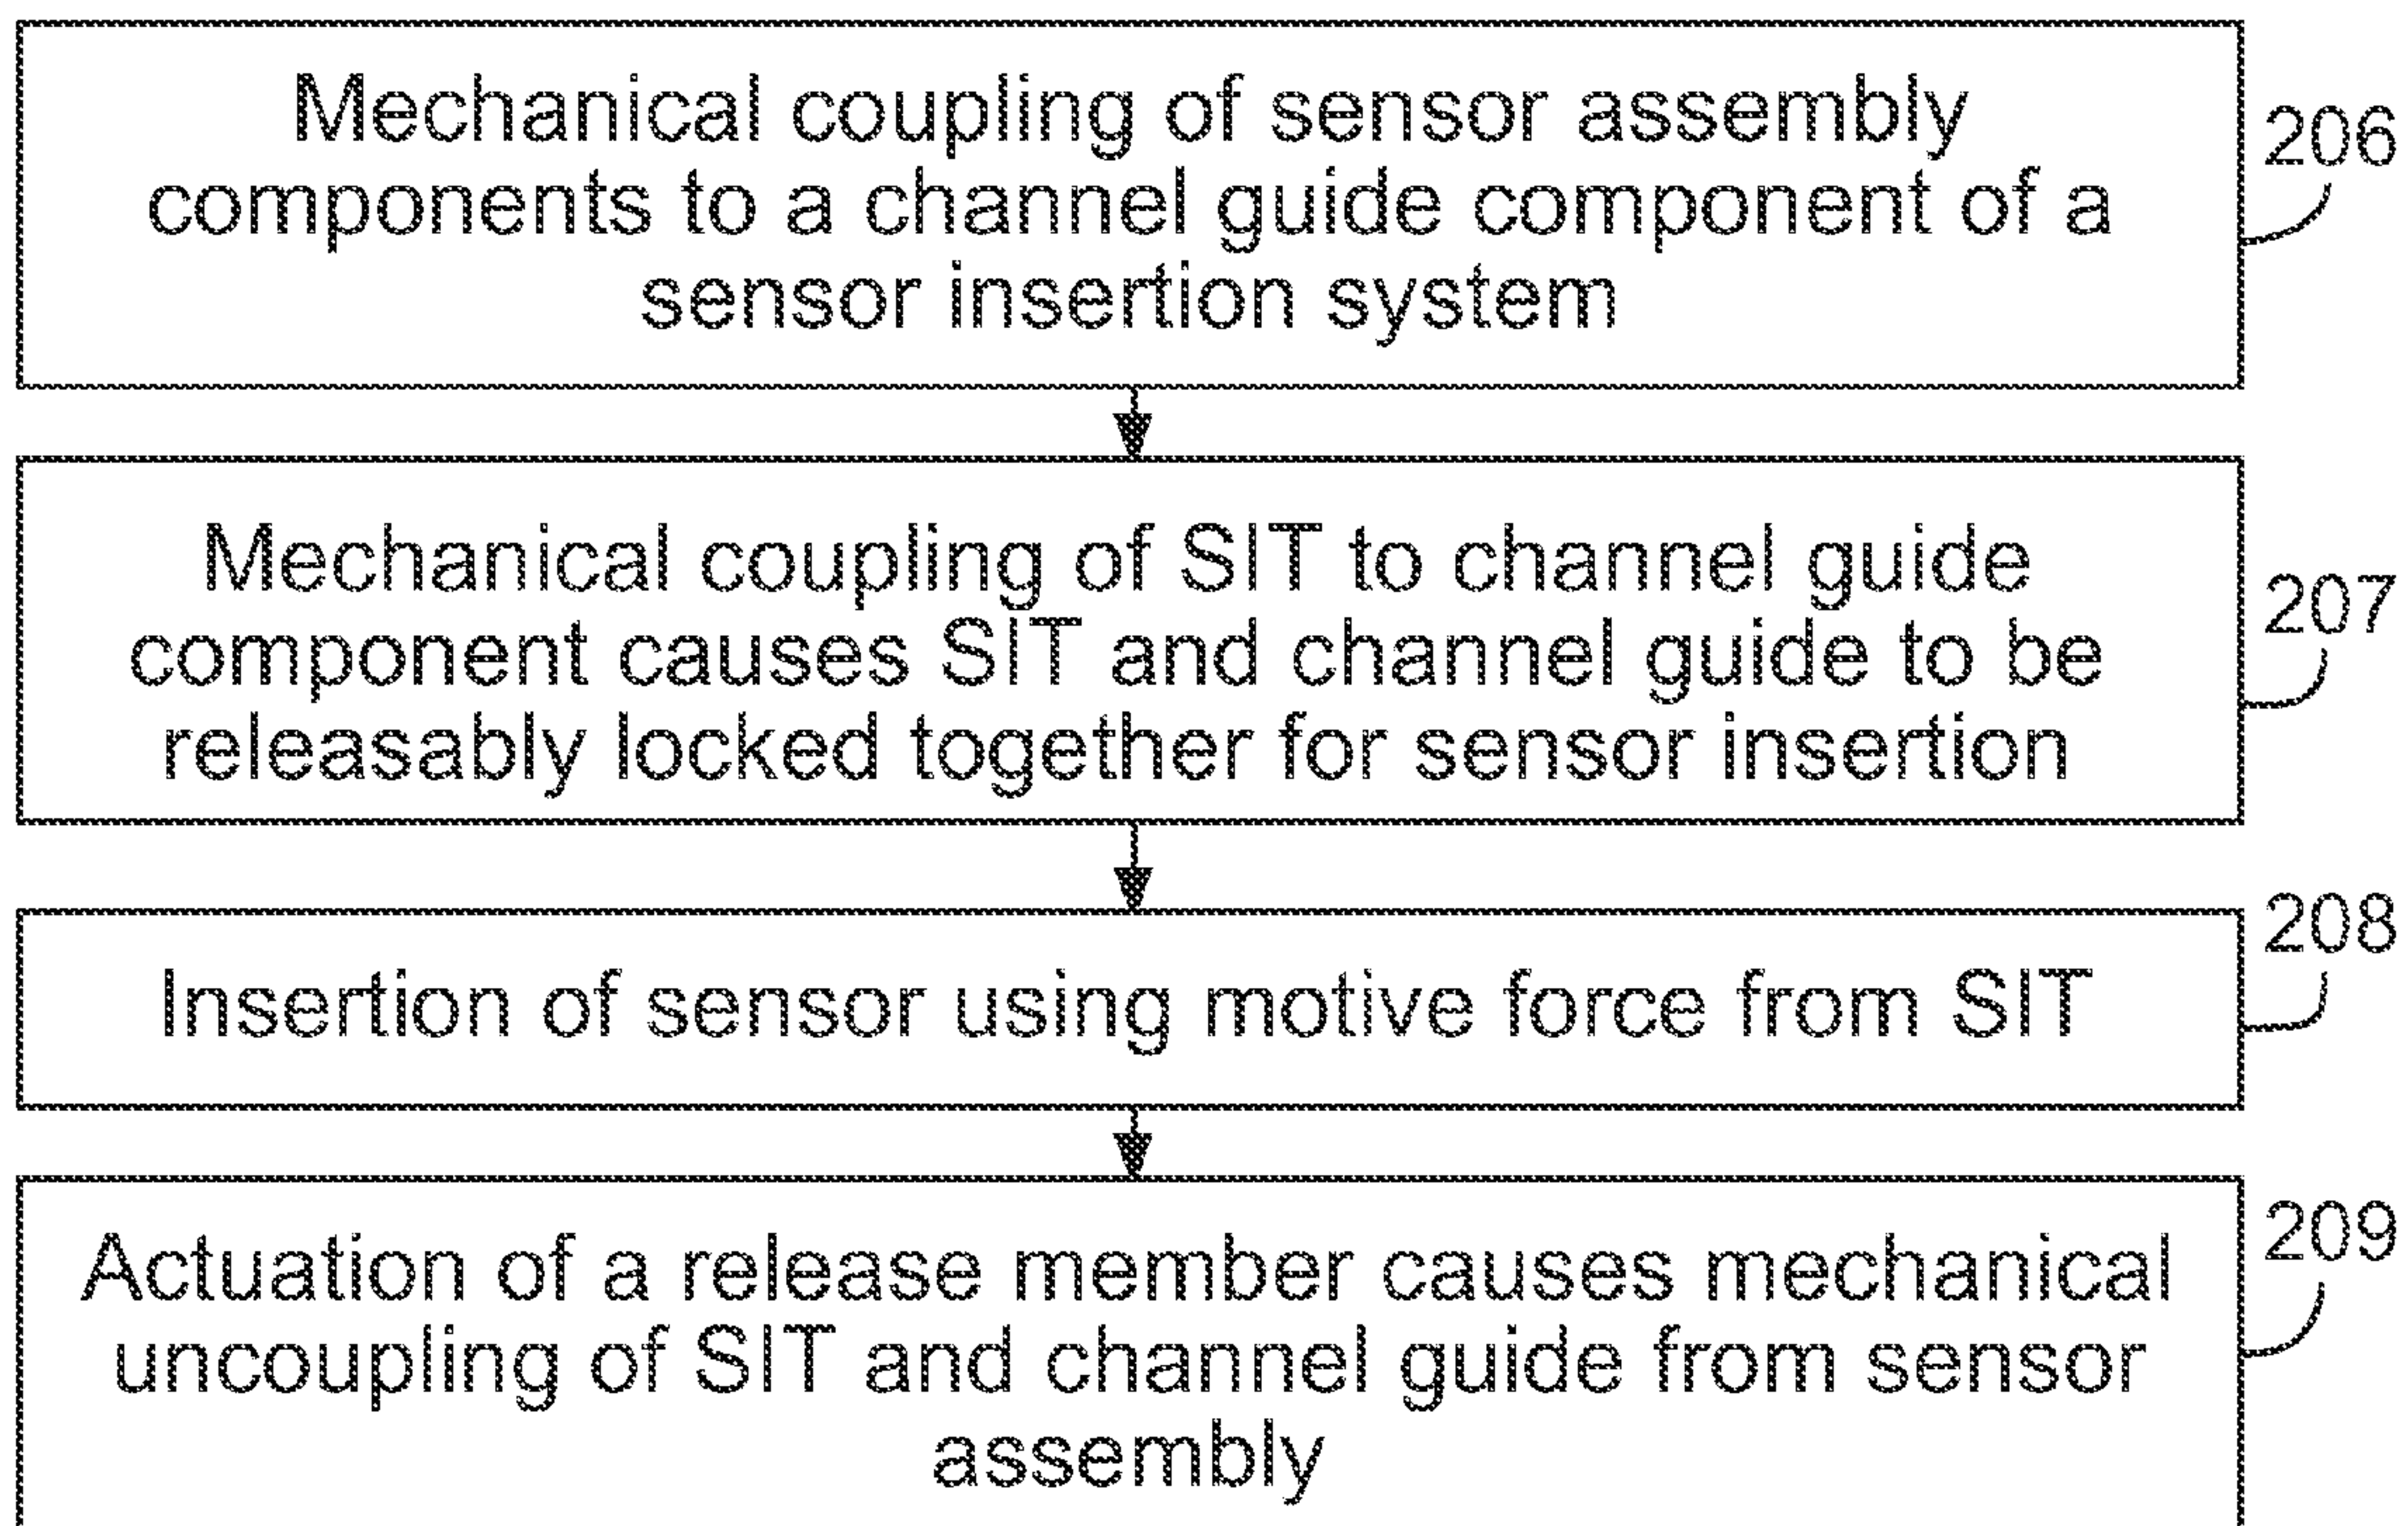 Mechanical coupling of sensor assembly
components to a channel guide component of a
sensor insertion system
206
Mechanical coupling of SIT to channel guide
component causes SIT and channel guide to be
releasably locked together for sensor insertion
207
Insertion of sensor using motive force from SIT
208
Actuation of a release member causes mechanical
uncoupling of SIT and channel guide from sensor
assembly
209